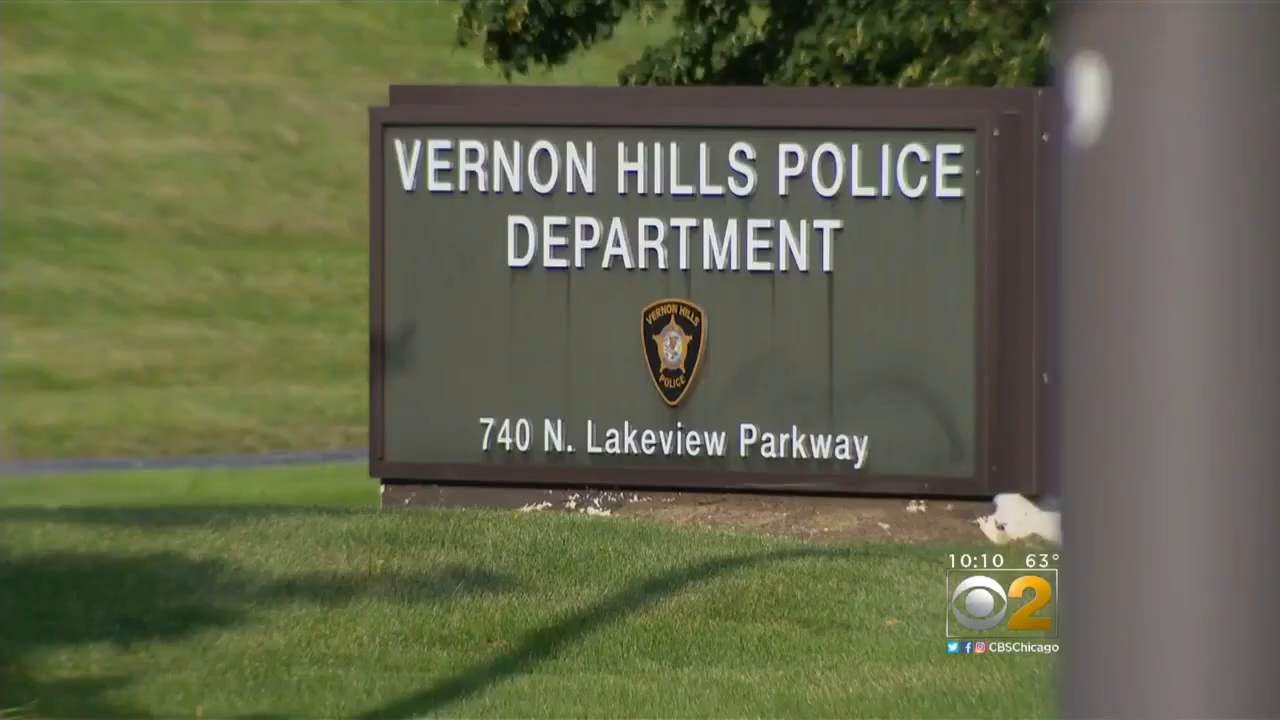 VERNON HILLS POLICE
DEPARTMENT
VERNON HILLS
POLICE
740 N. Lakeview Parkway
10:10 63°
2
CBSChicago